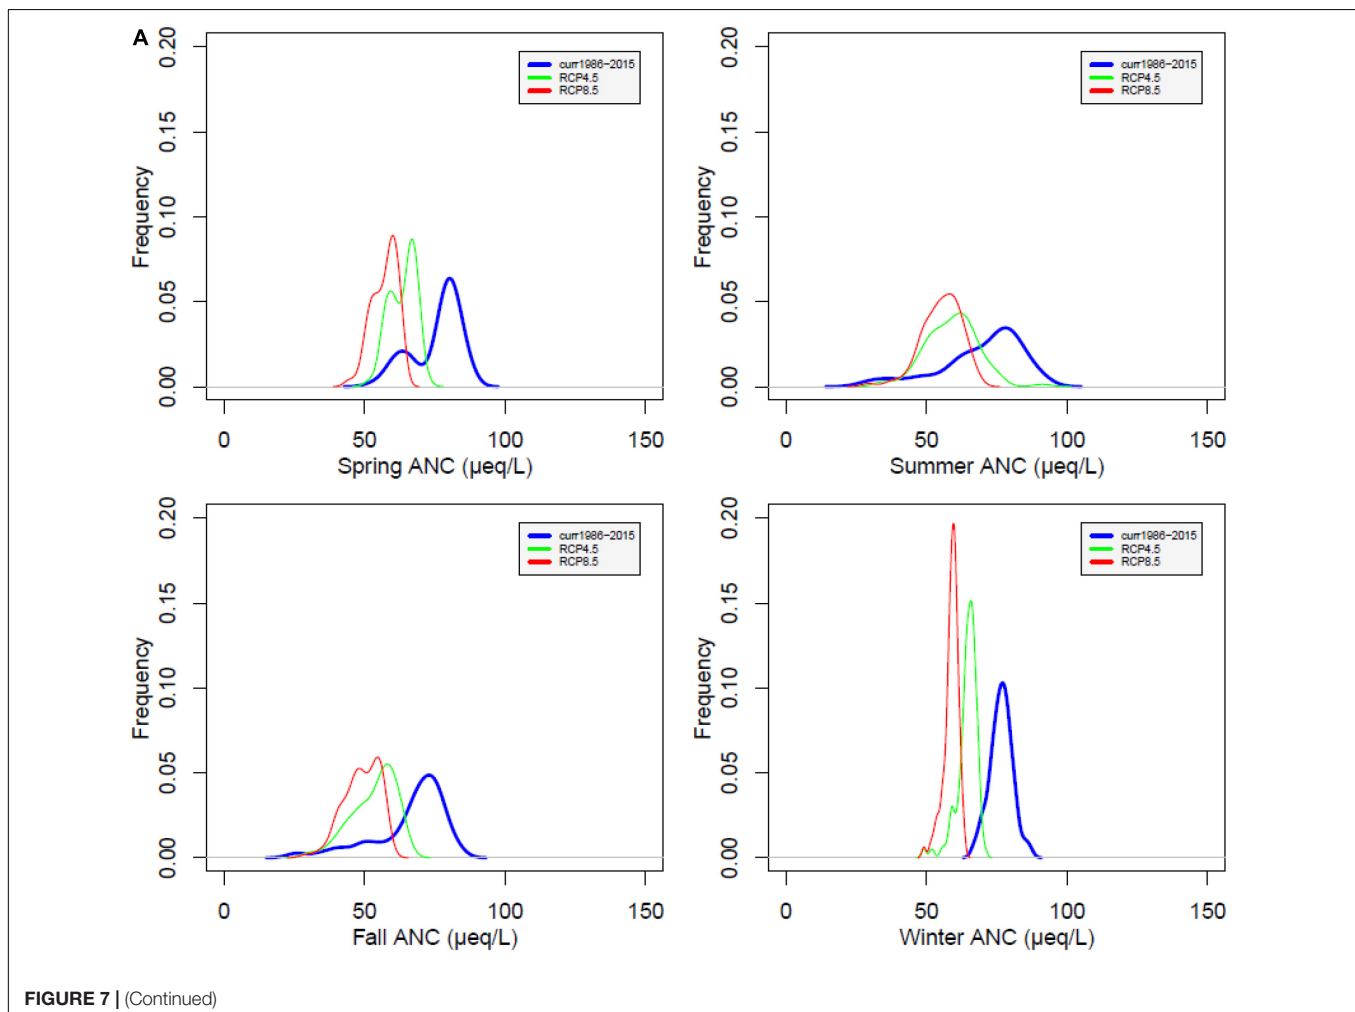 A
0.20
0.15
0.10
0.05
0.00
Frequency
curr1986–2015
RCP4.5
RCP8.5
0 50 100 150
Spring ANC (µeq/L)
0.20
0.15
0.10
0.05
0.00
Frequency
curr1986–2015
RCP4.5
RCP8.5
0 50 100 150
Summer ANC (µeq/L)
0.20
0.15
0.10
0.05
0.00
Frequency
curr1986–2015
RCP4.5
RCP8.5
0 50 100 150
Fall ANC (µeq/L)
0.20
0.15
0.10
0.05
0.00
Frequency
curr1986–2015
RCP4.5
RCP8.5
0 50 100 150
Winter ANC (µeq/L)
FIGURE 7 | (Continued)